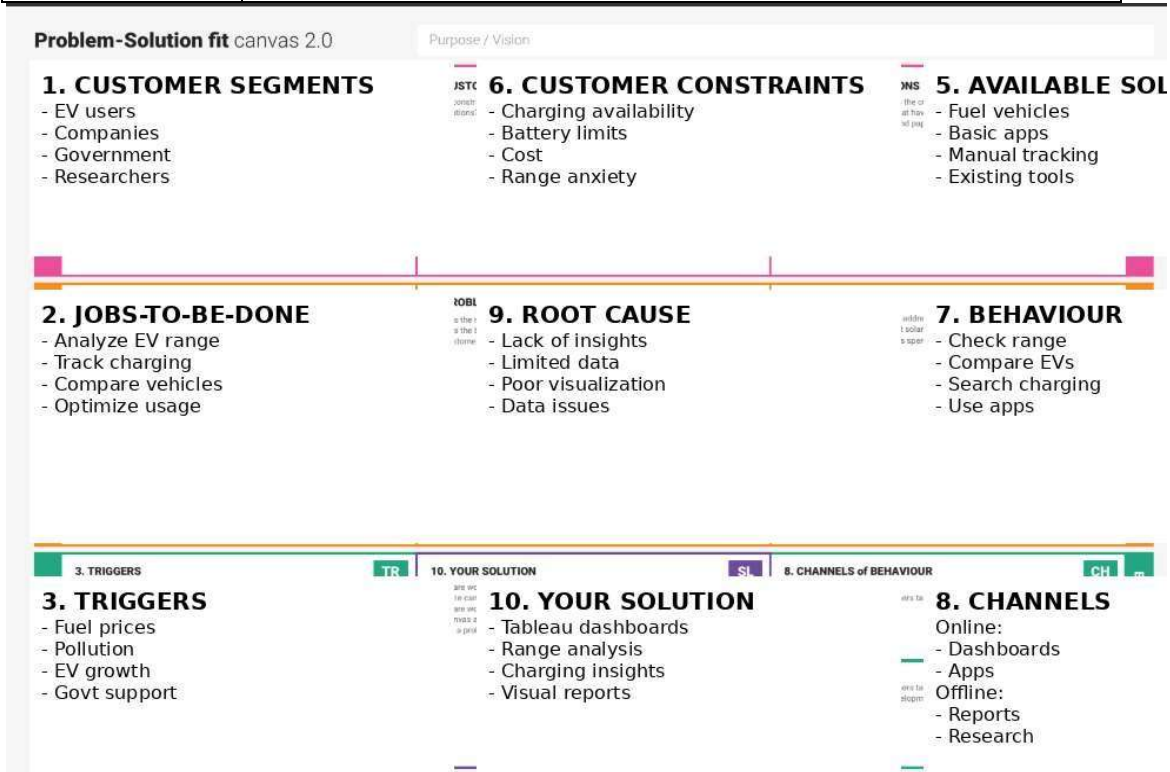 Problem-Solution fit canvas 2.0
Purpose / Vision
1. CUSTOMER SEGMENTS
- EV users
- Companies
- Government
- Researchers
6. CUSTOMER CONSTRAINTS
- Charging availability
- Battery limits
- Cost
- Range anxiety
5. AVAILABLE SOL
- Fuel vehicles
- Basic apps
- Manual tracking
- Existing tools
2. JOBS-TO-BE-DONE
- Analyze EV range
- Track charging
- Compare vehicles
- Optimize usage
9. ROOT CAUSE
- Lack of insights
- Limited data
- Poor visualization
- Data issues
7. BEHAVIOUR
- Check range
- Compare EVs
- Search charging
- Use apps
3. TRIGGERS
TR
10. YOUR SOLUTION
SL
8. CHANNELS of BEHAVIOUR
CH
3. TRIGGERS
- Fuel prices
- Pollution
- EV growth
- Govt support
10. YOUR SOLUTION
- Tableau dashboards
- Range analysis
- Charging insights
- Visual reports
8. CHANNELS
Online:
- Dashboards
- Apps
Offline:
- Reports
- Research